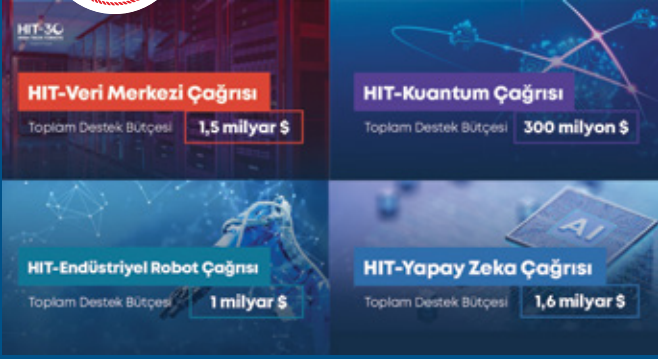 HIT-30
HIT-Veri Merkezi Çağrısı
Toplam Destek Bütçesi 1,5 milyar $
HIT-Kuantum Çağrısı
Toplam Destek Bütçesi 300 milyon $
HIT-Endüstriyel Robot Çağrısı
Toplam Destek Bütçesi 1 milyar $
AI
HIT-Yapay Zeka Çağrısı
Toplam Destek Bütçesi 1,6 milyar $